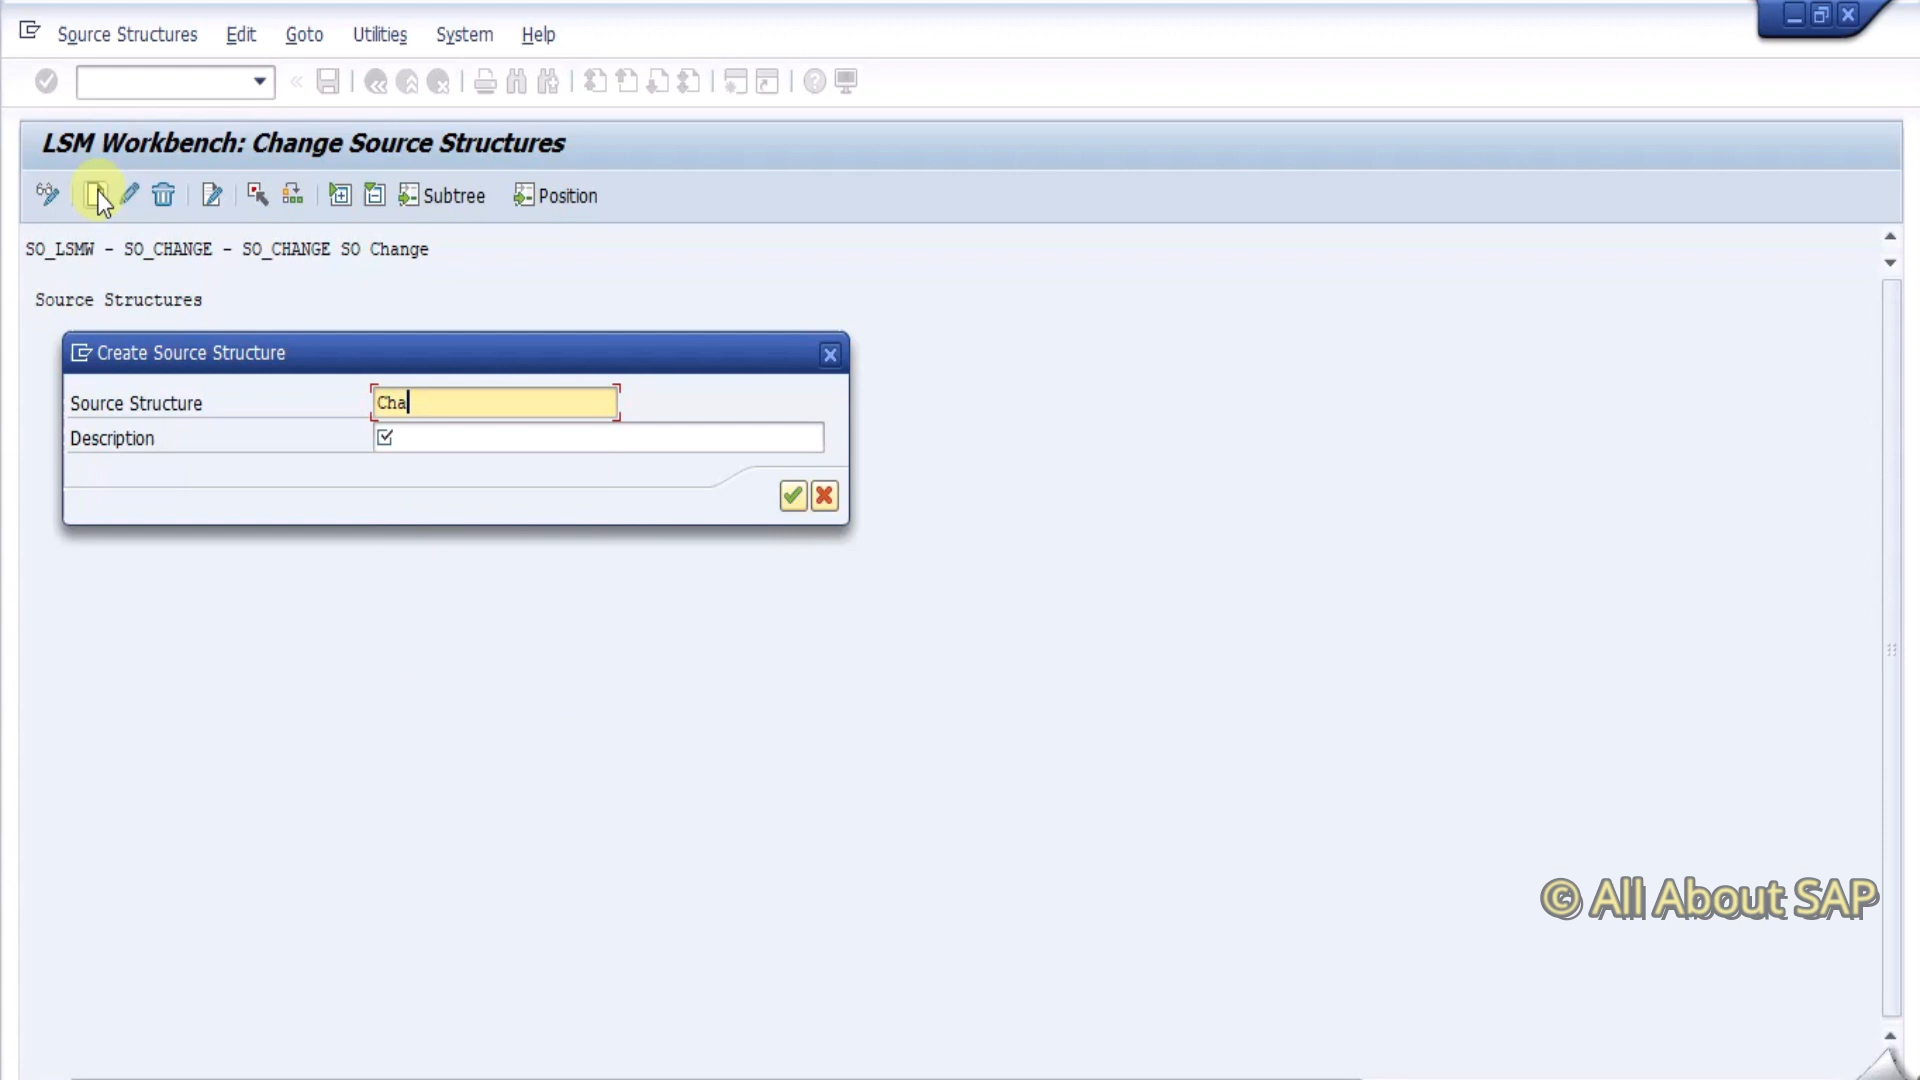 Source Structures Edit Goto Utilities System Help
LSM Workbench: Change Source Structures
Subtree Position
SO_LSMW - SO_CHANGE - SO_CHANGE SO Change
Source Structures
Create Source Structure
Source Structure Cha
Description
© All About SAP